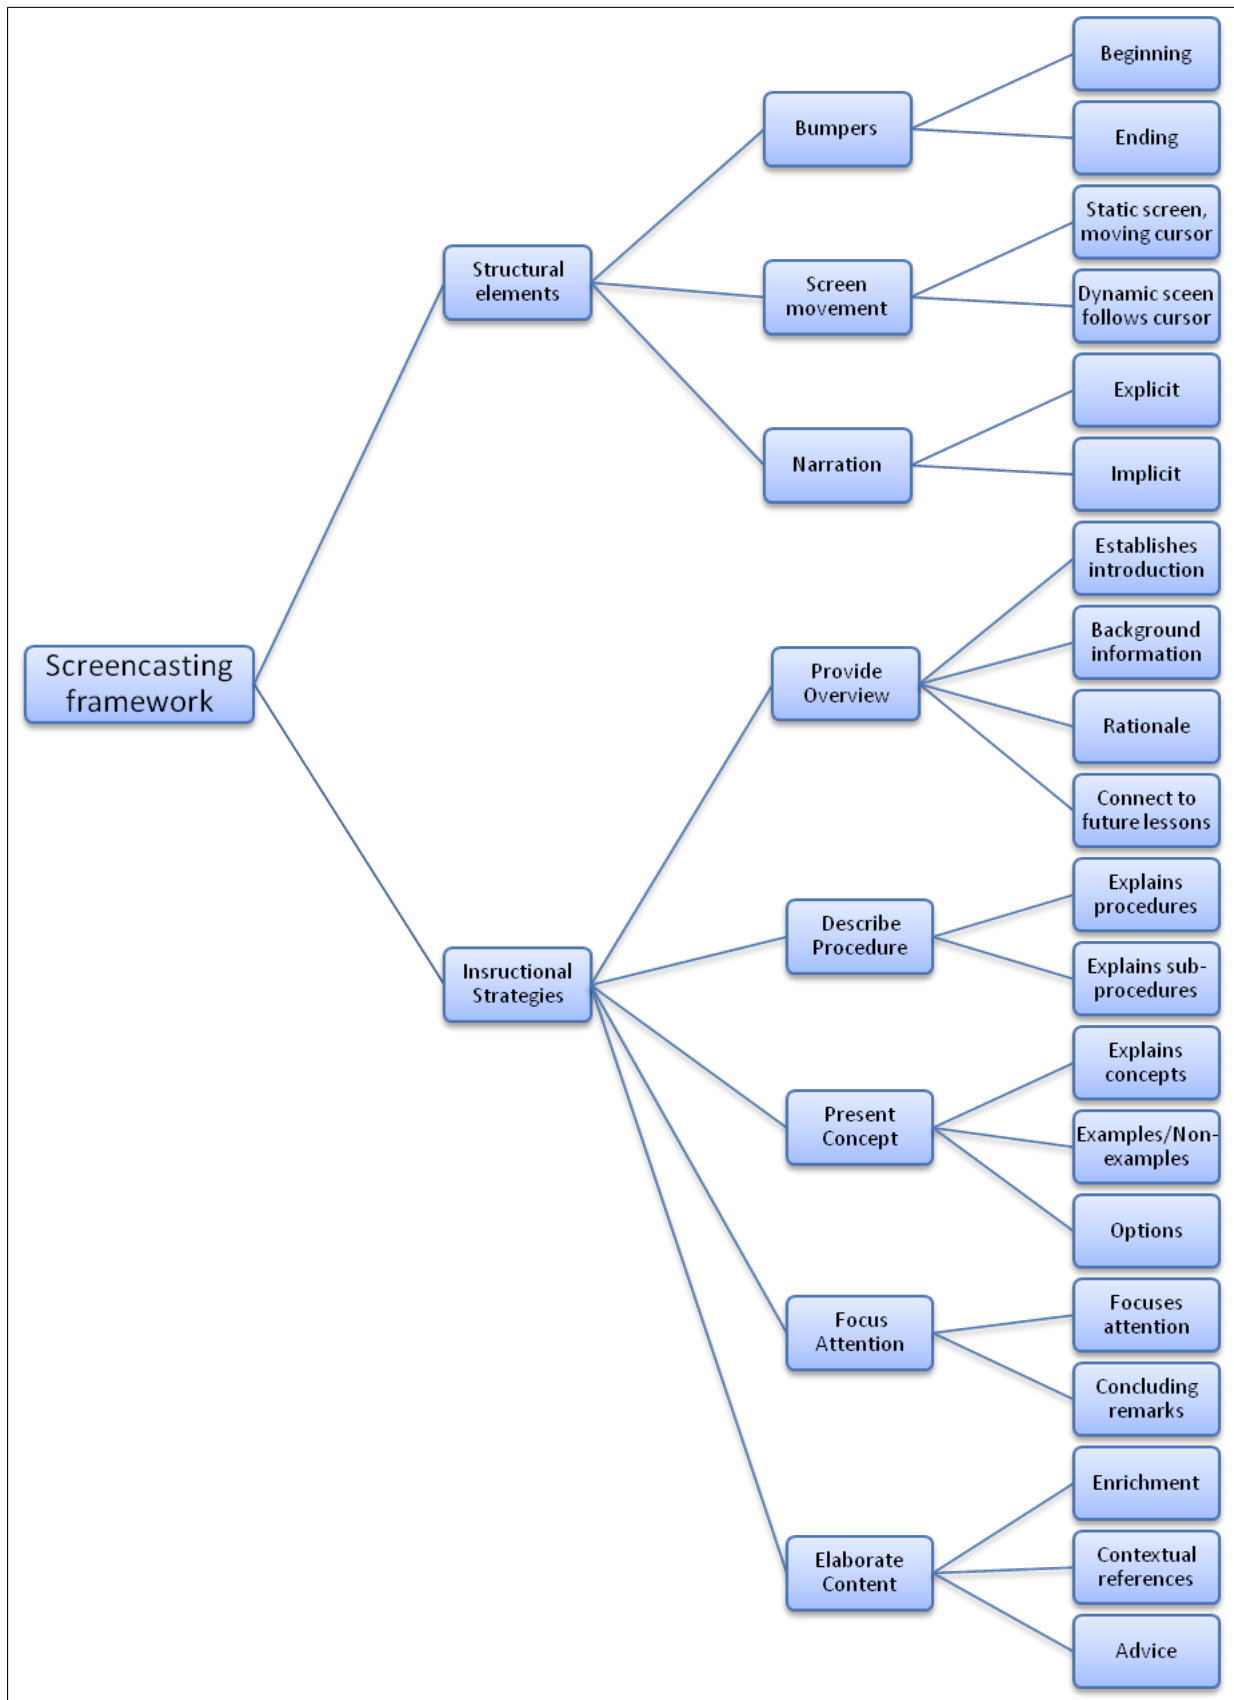 Screencasting
framework
Structural
elements
Insructional
Strategies
Bumpers
Screen
movement
Narration
Provide
Overview
Describe
Procedure
Present
Concept
Focus
Attention
Elaborate
Content
Beginning
Ending
Static screen,
moving cursor
Dynamic sceen
follows cursor
Explicit
Implicit
Establishes
introduction
Background
information
Rationale
Connect to
future lessons
Explains
procedures
Explains sub-
procedures
Explains
concepts
Examples/Non-
examples
Options
Focuses
attention
Concluding
remarks
Enrichment
Contextual
references
Advice